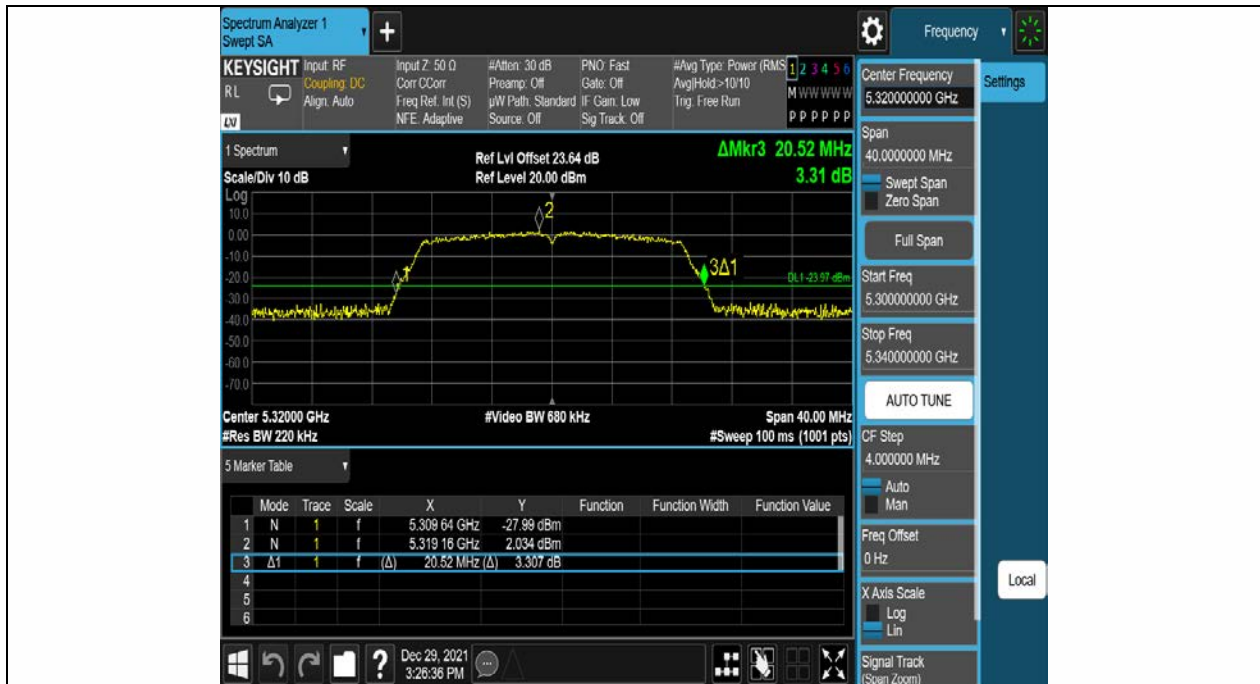 Spectrum Analyzer 1
Swept SA
+
Frequency
KEYSIGHT
RL
LXI
Input: RF
Coupling: DC
Align: Auto
Input Z: 50 Ω
Corr CCorr
Freq Ref: Int (S)
NFE: Adaptive
#Atten: 30 dB
Preamp: Off
µW Path: Standard
Source: Off
PNO: Fast
Gate: Off
IF Gain: Low
Sig Track: Off
#Avg Type: Power (RMS
Avg|Hold:>10/10
Trig: Free Run
1 2 3 4 5 6
M W W W W W
P P P P P P
1 Spectrum
Scale/Div 10 dB
Ref Lvl Offset 23.64 dB
Ref Level 20.00 dBm
ΔMkr3 20.52 MHz
3.31 dB
Log
10.0
0.00
-10.0
-20.0
-30.0
-40.0
-50.0
-60.0
-70.0
1
2
3Δ1
DL1 -23.97 dBm
Center 5.32000 GHz
#Res BW 220 kHz
#Video BW 680 kHz
Span 40.00 MHz
#Sweep 100 ms (1001 pts)
5 Marker Table
Mode Trace Scale X Y Function Function Width Function Value
1 N 1 f 5.309 64 GHz -27.99 dBm
2 N 1 f 5.319 16 GHz 2.034 dBm
3 Δ1 1 f (Δ) 20.52 MHz (Δ) 3.307 dB
4
5
6
?
Dec 29, 2021
3:26:36 PM
Center Frequency
5.320000000 GHz
Span
40.0000000 MHz
Swept Span
Zero Span
Full Span
Start Freq
5.300000000 GHz
Stop Freq
5.340000000 GHz
AUTO TUNE
CF Step
4.000000 MHz
Auto
Man
Freq Offset
0 Hz
X Axis Scale
Log
Lin
Signal Track
(Span Zoom)
Settings
Local